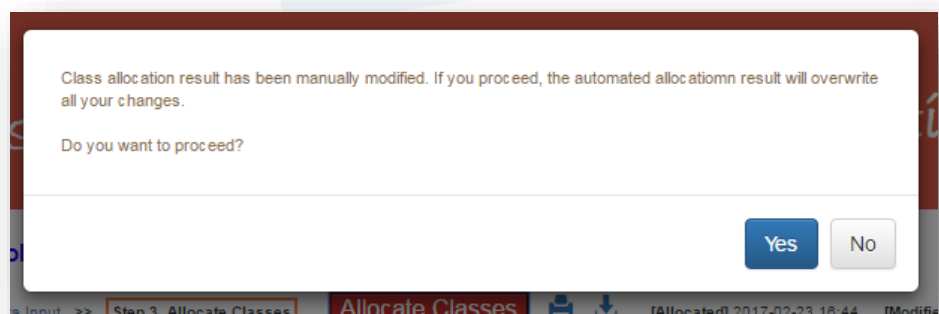 Class allocation result has been manually modified. If you proceed, the automated allocatiomn result will overwrite
all your changes.
Do you want to proceed?
Yes No
Input >> Step 3. Allocate Classes Allocate Classes [Allocated] 2017-02-23 16:44